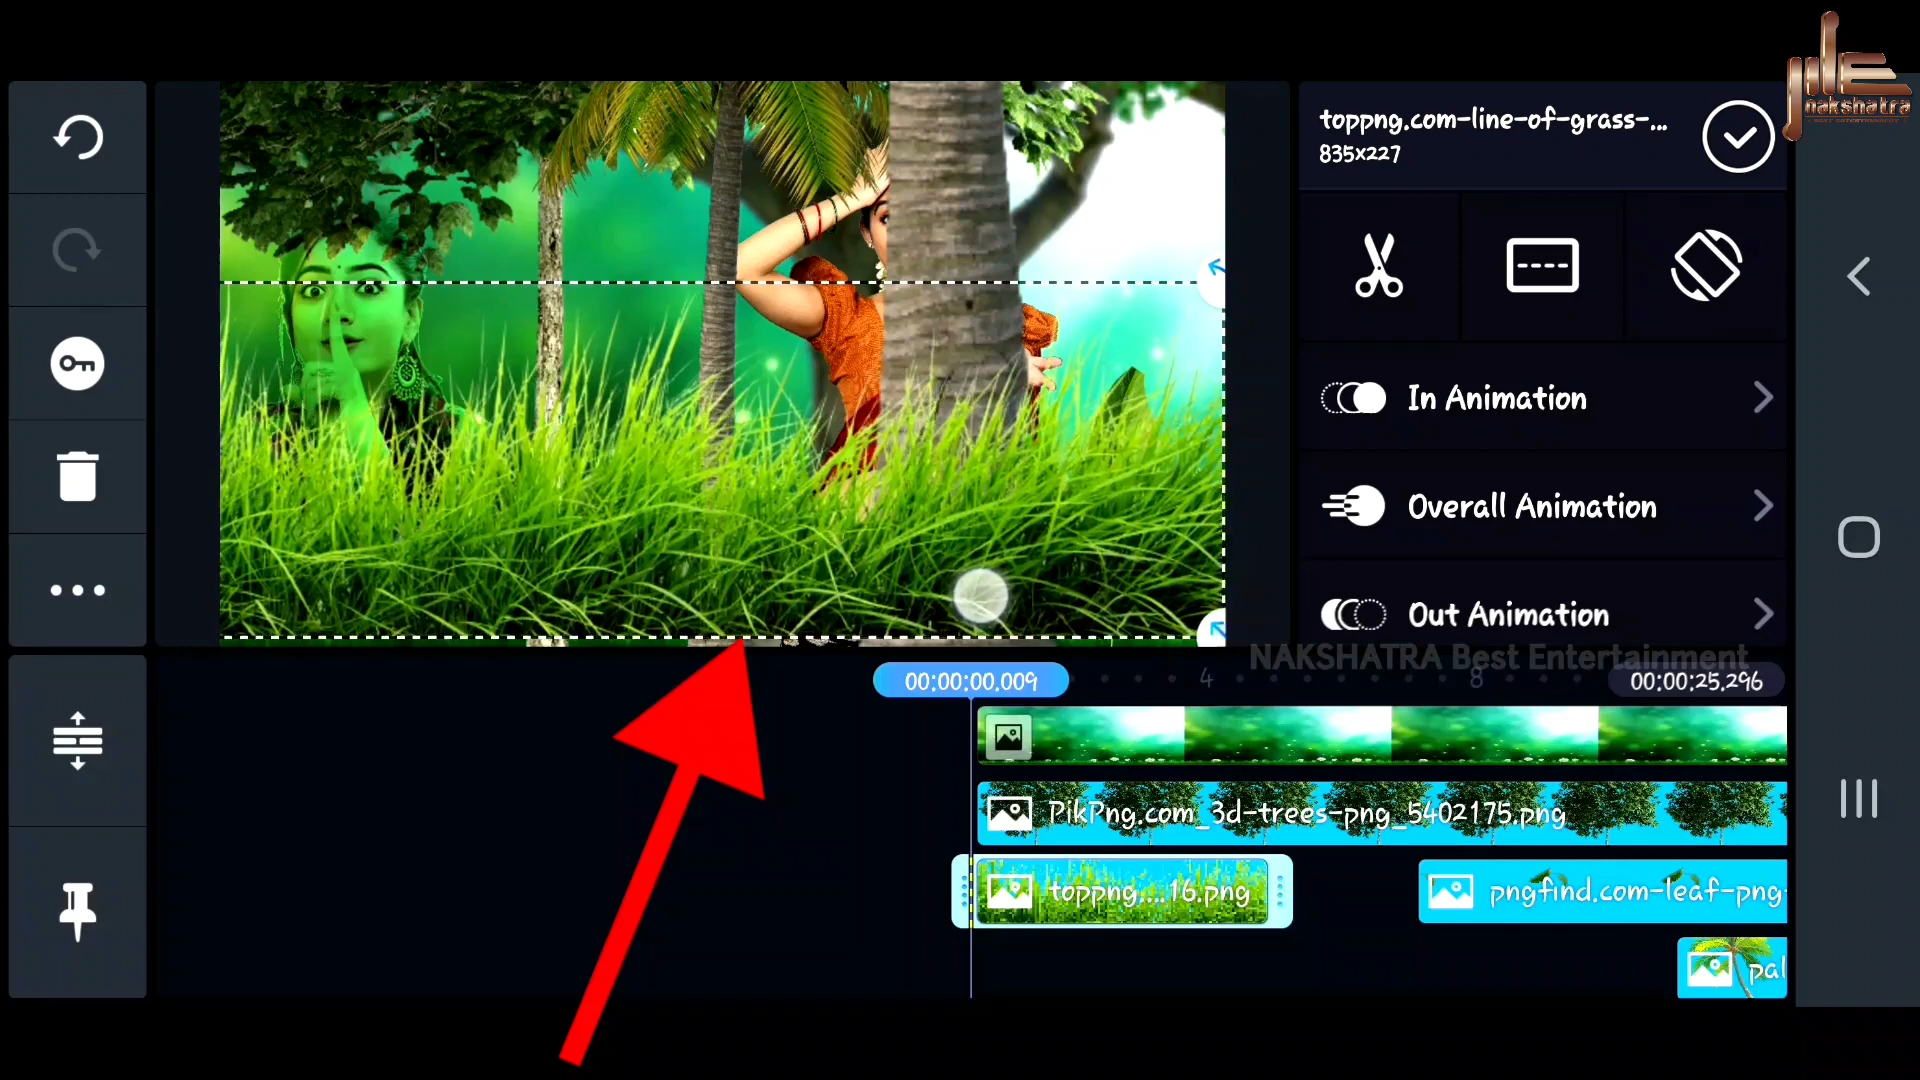 nakshatra
toppng.com-line-of-grass-...
835x227
In Animation
Overall Animation
Out Animation
NAKSHATRA Best Entertainment
00:00:00.009
4
8
00:00:25.296
PikPng.com_3d-trees-png_5402175.png
toppng....16.png
pngfind.com-leaf-png-
pal